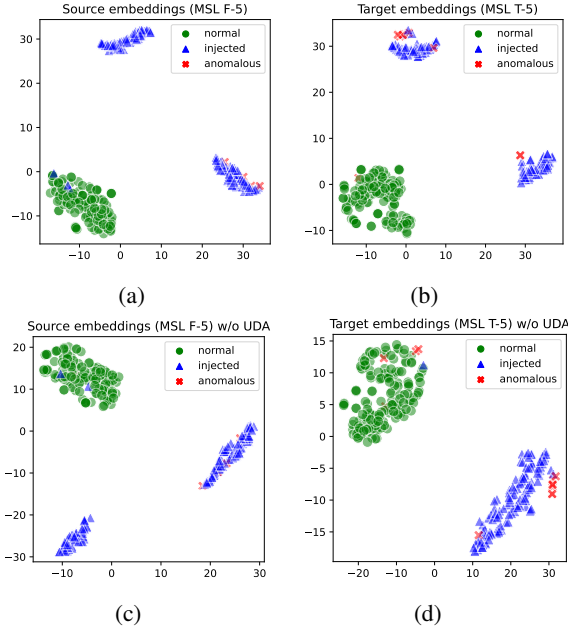 Source embeddings (MSL F-5)
normal
injected
anomalous
30
20
10
0
−10
0 10 20 30
(a)
Target embeddings (MSL T-5)
normal
injected
anomalous
30
20
10
0
−10
−10 0 10 20 30
(b)
Source embeddings (MSL F-5) w/o UDA
normal
injected
anomalous
20
10
0
−10
−20
−30
−10 0 10 20 30
(c)
Target embeddings (MSL T-5) w/o UDA
normal
injected
anomalous
15
10
5
0
−5
−10
−15
−20 −10 0 10 20 30
(d)